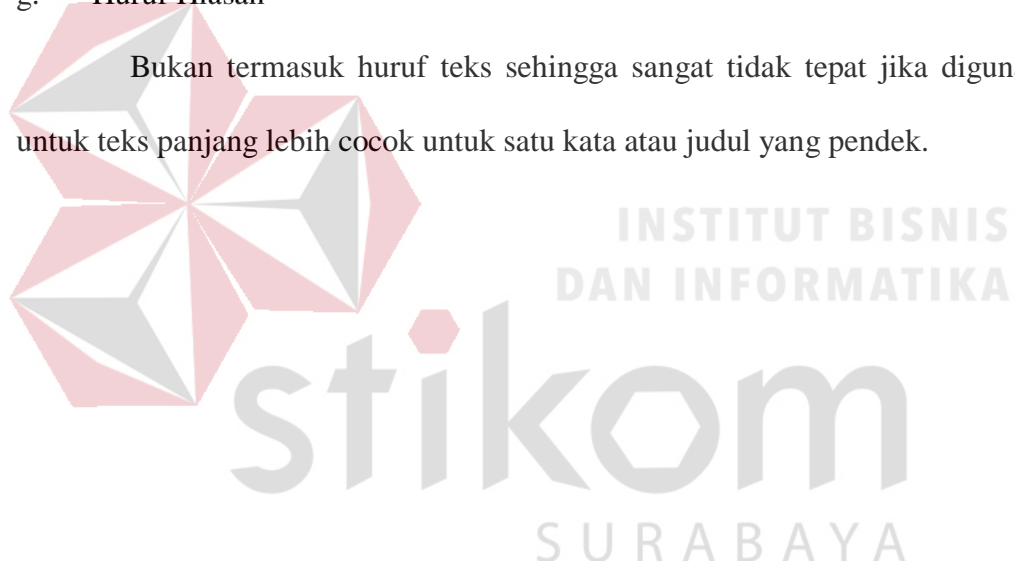 g. Huruf Hiasan
Bukan termasuk huruf teks sehingga sangat tidak tepat jika digun
untuk teks panjang lebih cocok untuk satu kata atau judul yang pendek.
INSTITUT BISNIS
DAN INFORMATIKA
stikom
SURABAYA